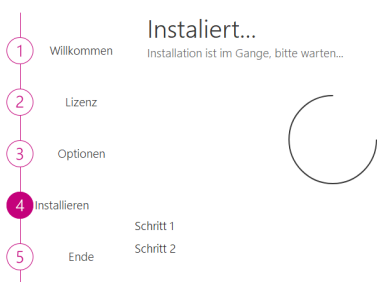 Instaliert...
Installation ist im Gange, bitte warten...
1 Willkommen
2 Lizenz
3 Optionen
4 Installieren
5 Ende
Schritt 1
Schritt 2